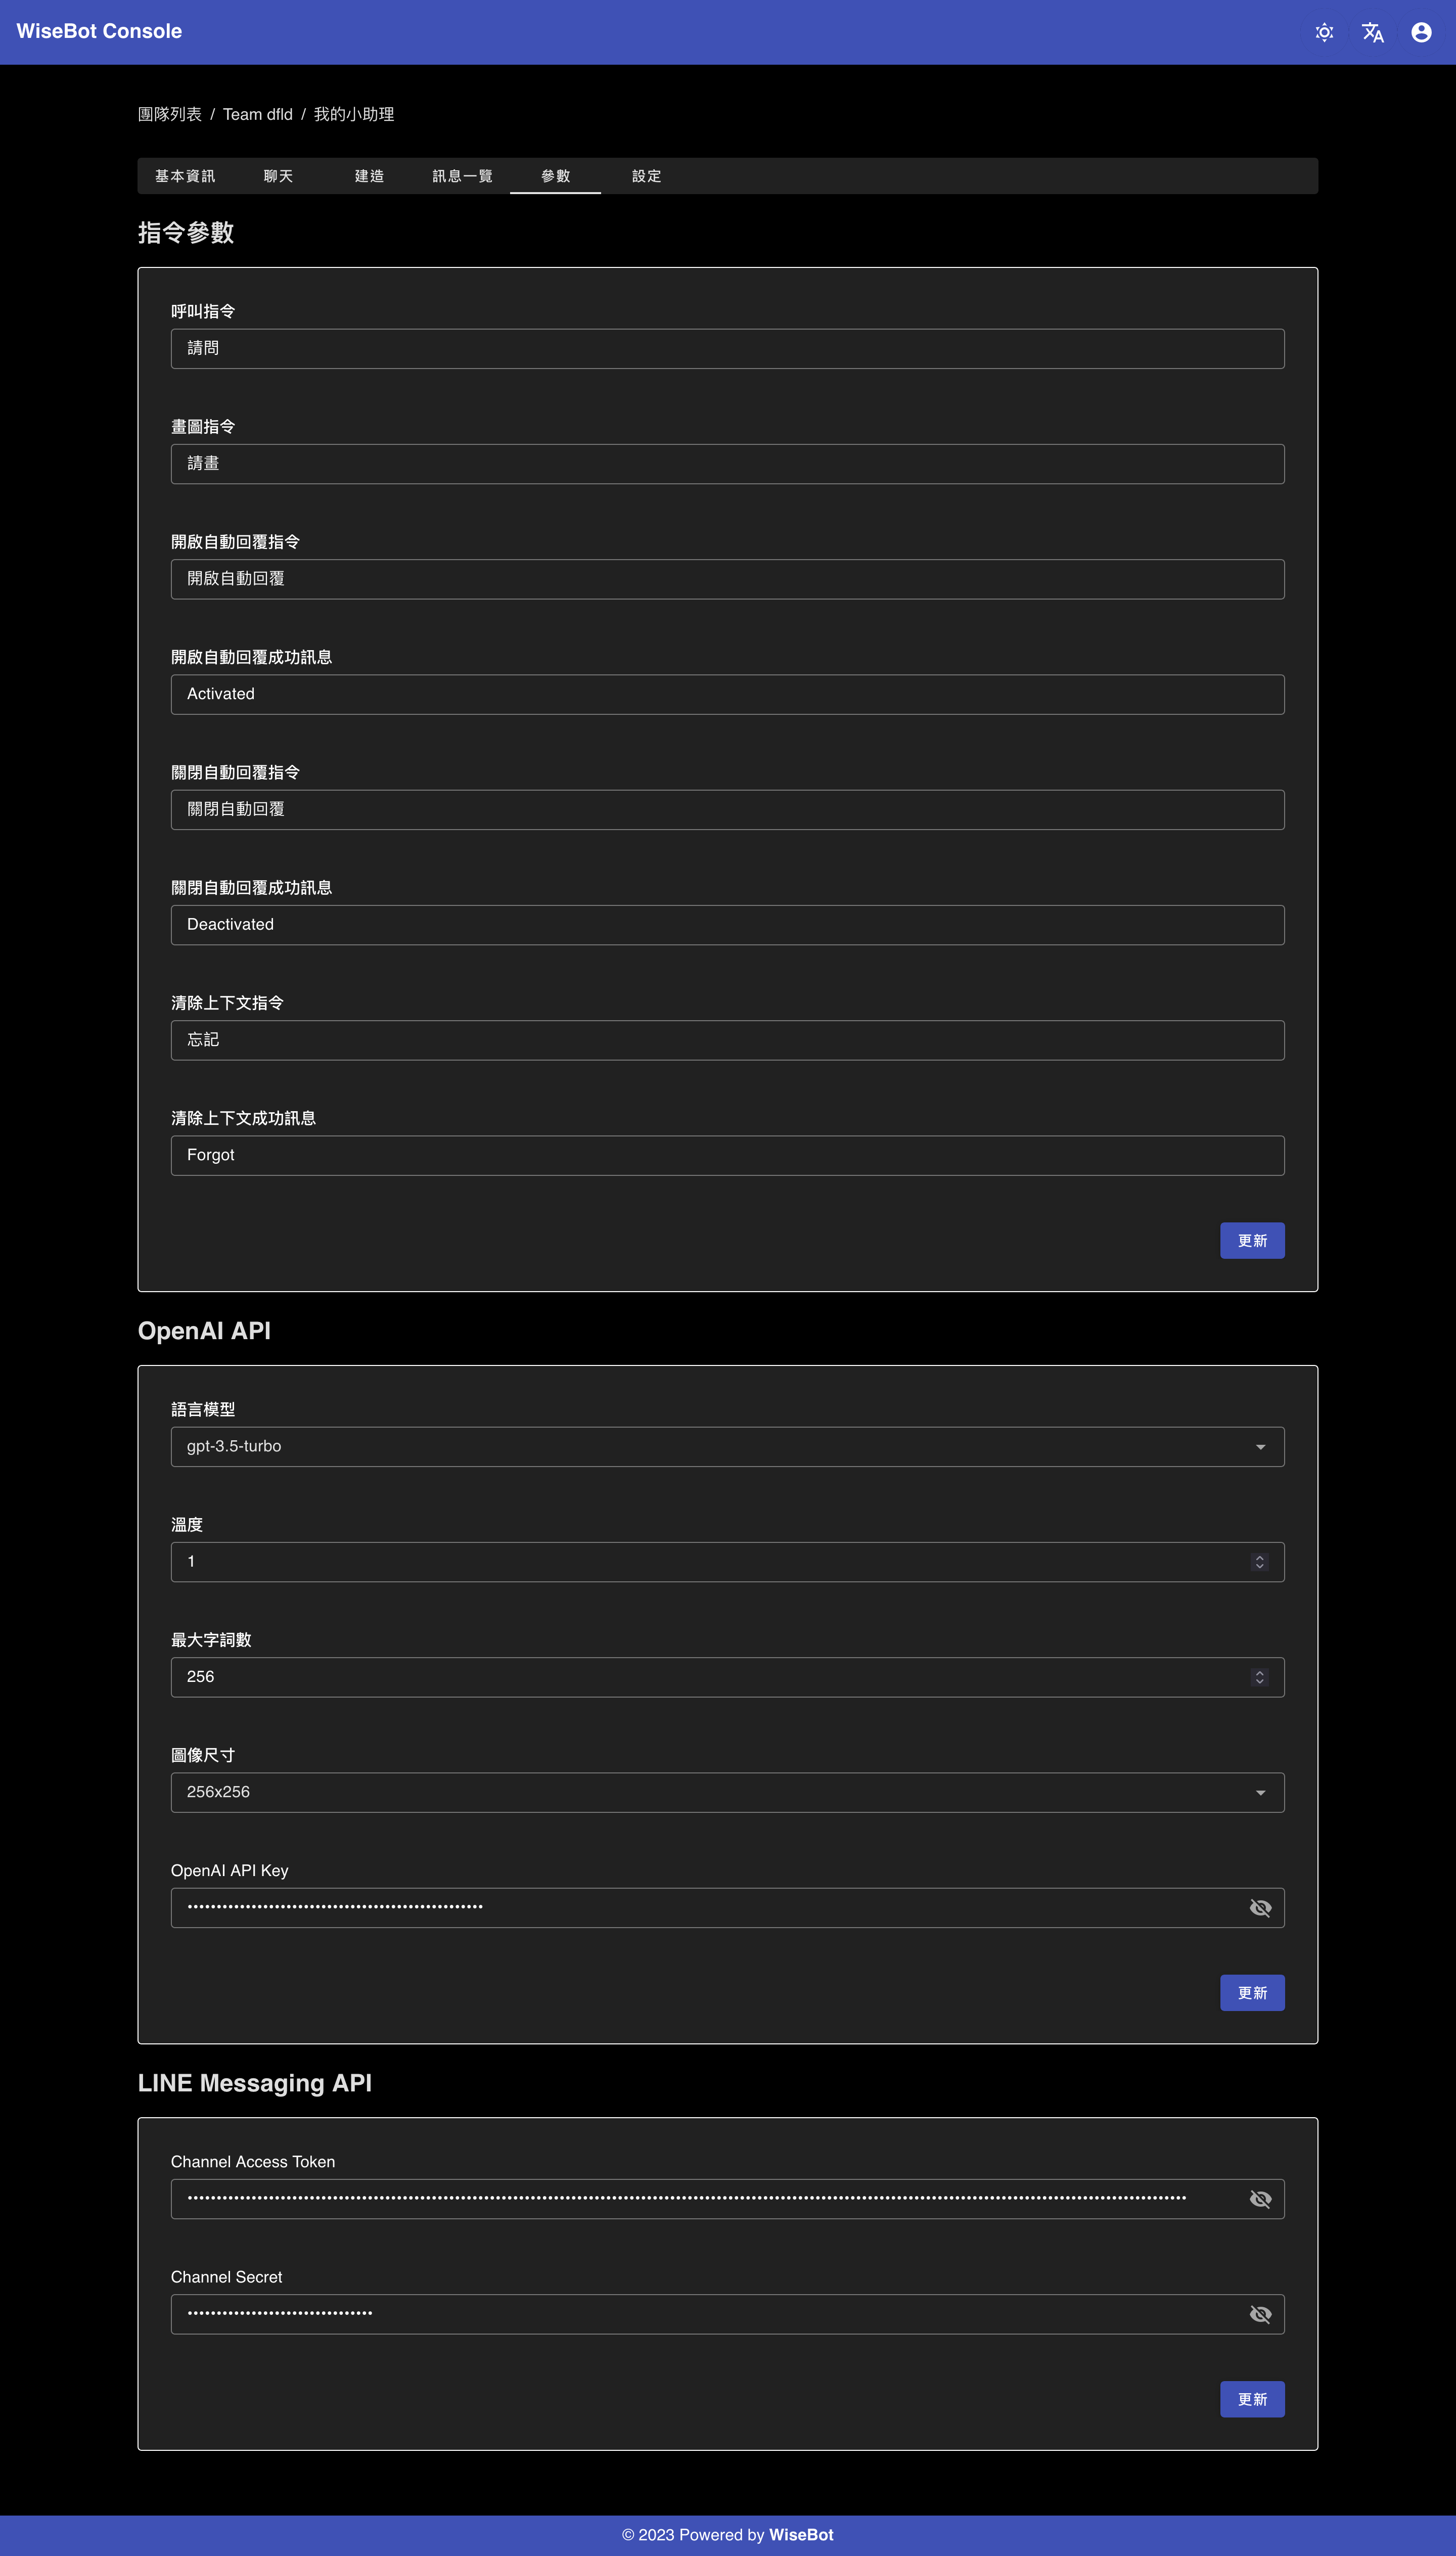 WiseBot Console
團隊列表 / Team dfld / 我的小助理
基本資訊 聊天 建造 訊息一覽 參數 設定
指令參數
呼叫指令
請問
畫圖指令
請畫
開啟自動回覆指令
開啟自動回覆
開啟自動回覆成功訊息
Activated
關閉自動回覆指令
關閉自動回覆
關閉自動回覆成功訊息
Deactivated
清除上下文指令
忘記
清除上下文成功訊息
Forgot
更新
OpenAI API
語言模型
gpt-3.5-turbo
溫度
1
最大字詞數
256
圖像尺寸
256x256
OpenAI API Key
更新
LINE Messaging API
Channel Access Token
Channel Secret
更新
© 2023 Powered by WiseBot